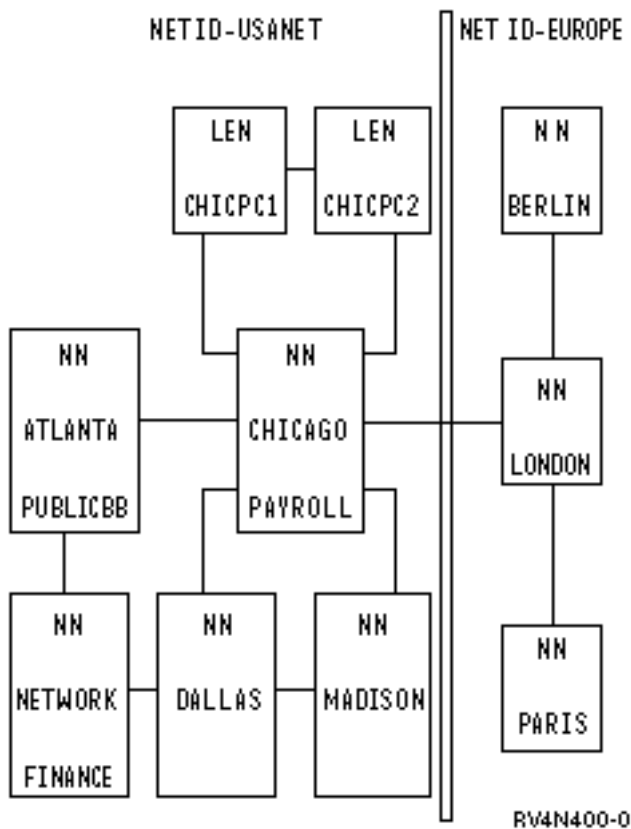 NETID-USANET
NET ID-EUROPE
LEN
CHICPC1
LEN
CHICPC2
NN
BERLIN
NN
ATLANTA
PUBLICBB
NN
CHICAGO
PAYROLL
NN
LONDON
NN
NETWORK
FINANCE
NN
DALLAS
NN
MADISON
NN
PARIS
RV4N400-0